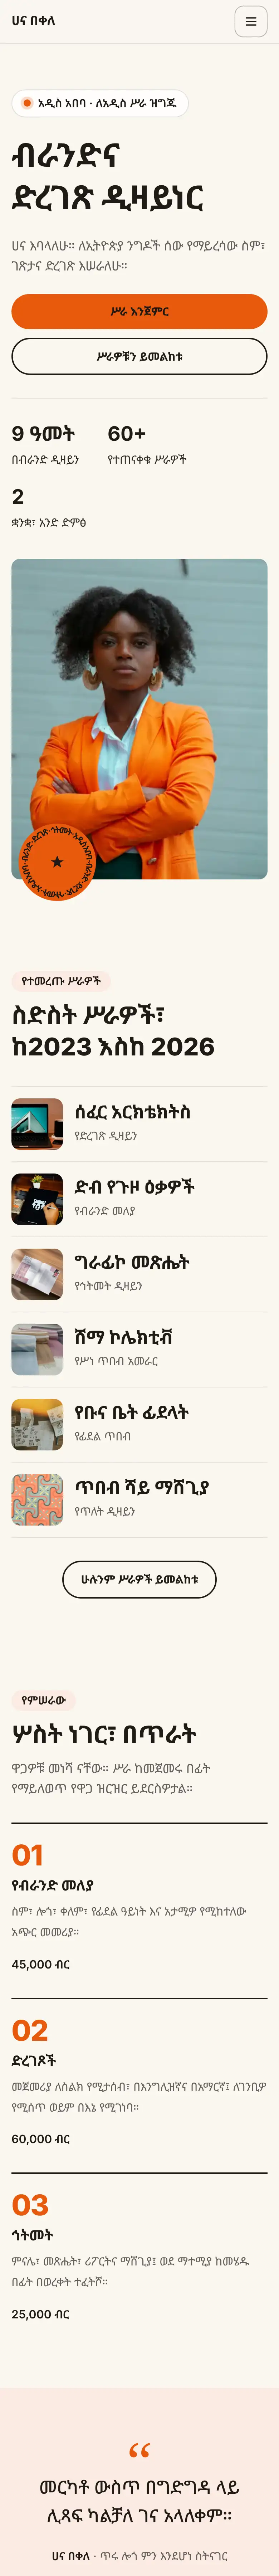 ሀና በቀለ
አዲስ አበባ · ለአዲስ ሥራ ዝግጁ
ብራንድና
ድረገጽ ዲዛይነር
ሀና እባላለሁ። ለኢትዮጵያ ንግዶች ሰው የማይረሳው ስም፣
ገጽታና ድረገጽ እሠራለሁ።
ሥራ እንጀምር
ሥራዎቹን ይመልከቱ
9 ዓመት
በብራንድ ዲዛይን
60+
የተጠናቀቁ ሥራዎች
2
ቋንቋ፣ አንድ ድምፅ
የተመረጡ ሥራዎች
ስድስት ሥራዎች፣
ከ2023 እስከ 2026
ሰፈር አርክቴክትስ
የድረገጽ ዲዛይን
ድብ የጉዞ ዕቃዎች
የብራንድ መለያ
ግራፊኮ መጽሔት
የኅትመት ዲዛይን
ሸማ ኮሌክቲቭ
የሥነ ጥበብ አመራር
የቡና ቤት ፊደላት
የፊደል ጥበብ
ጥበብ ሻይ ማሸጊያ
የጥለት ዲዛይን
ሁሉንም ሥራዎች ይመልከቱ
የምሠራው
ሦስት ነገር፣ በጥራት
ዋጋዎቹ መነሻ ናቸው። ሥራ ከመጀመሩ በፊት
የማይለወጥ የዋጋ ዝርዝር ይደርስዎታል።
01
የብራንድ መለያ
ስም፣ ሎጎ፣ ቀለም፣ የፊደል ዓይነት እና አታሚዎ የሚከተለው
አጭር መመሪያ።
45,000 ብር
02
ድረገጾች
መጀመሪያ ለስልክ የሚታሰብ፣ በእንግሊዝኛና በአማርኛ፤ ለገንቢዎ
የሚሰጥ ወይም በእኔ የሚገነባ።
60,000 ብር
03
ኅትመት
ምናሌ፣ መጽሔት፣ ሪፖርትና ማሸጊያ፤ ወደ ማተሚያ ከመሄዱ
በፊት በወረቀት ተፈትሾ።
25,000 ብር
“
መርካቶ ውስጥ በግድግዳ ላይ
ሊጻፍ ካልቻለ ገና አላለቀም።
ሀና በቀለ · ጥሩ ሎጎ ምን እንደሆነ ስትናገር